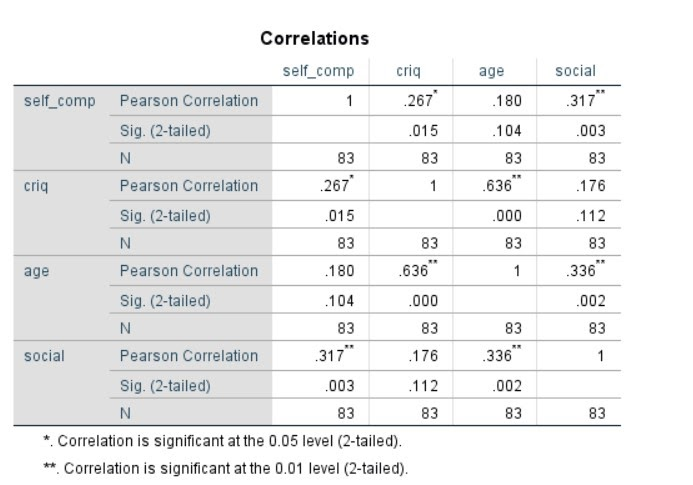 Correlations
self_comp criq age social
self_comp Pearson Correlation 1 .267* .180 .317**
Sig. (2-tailed) .015 .104 .003
N 83 83 83 83
criq Pearson Correlation .267* 1 .636** .176
Sig. (2-tailed) .015 .000 .112
N 83 83 83 83
age Pearson Correlation .180 .636** 1 .336**
Sig. (2-tailed) .104 .000 .002
N 83 83 83 83
social Pearson Correlation .317** .176 .336** 1
Sig. (2-tailed) .003 .112 .002
N 83 83 83 83
*. Correlation is significant at the 0.05 level (2-tailed).
**. Correlation is significant at the 0.01 level (2-tailed).